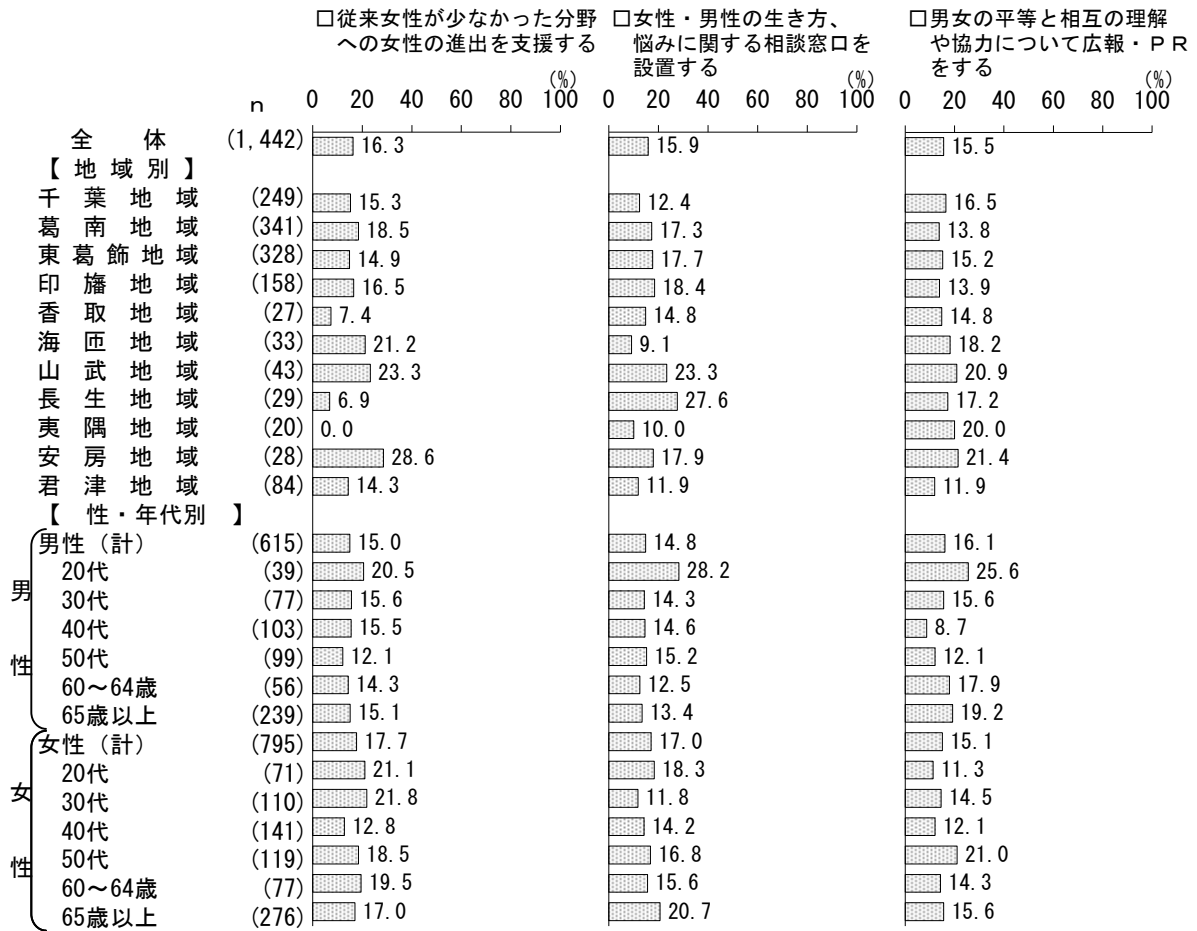 □従来女性が少なかった分野
への女性の進出を支援する
□女性・男性の生き方、
悩みに関する相談窓口を
設置する
□男女の平等と相互の理解
や協力について広報・ＰＲ
をする
(%) (%) (%)
n 0 20 40 60 80 100 0 20 40 60 80 100 0 20 40 60 80 100
全体 (1,442) 16.3 15.9 15.5
【地域別】
千葉地域 (249) 15.3 12.4 16.5
葛南地域 (341) 18.5 17.3 13.8
東葛飾地域 (328) 14.9 17.7 15.2
印旛地域 (158) 16.5 18.4 13.9
香取地域 (27) 7.4 14.8 14.8
海匝地域 (33) 21.2 9.1 18.2
山武地域 (43) 23.3 23.3 20.9
長生地域 (29) 6.9 27.6 17.2
夷隅地域 (20) 0.0 10.0 20.0
安房地域 (28) 28.6 17.9 21.4
君津地域 (84) 14.3 11.9 11.9
【性・年代別】
男性
男性（計） (615) 15.0 14.8 16.1
20代 (39) 20.5 28.2 25.6
30代 (77) 15.6 14.3 15.6
40代 (103) 15.5 14.6 8.7
50代 (99) 12.1 15.2 12.1
60～64歳 (56) 14.3 12.5 17.9
65歳以上 (239) 15.1 13.4 19.2
女性
女性（計） (795) 17.7 17.0 15.1
20代 (71) 21.1 18.3 11.3
30代 (110) 21.8 11.8 14.5
40代 (141) 12.8 14.2 12.1
50代 (119) 18.5 16.8 21.0
60～64歳 (77) 19.5 15.6 14.3
65歳以上 (276) 17.0 20.7 15.6